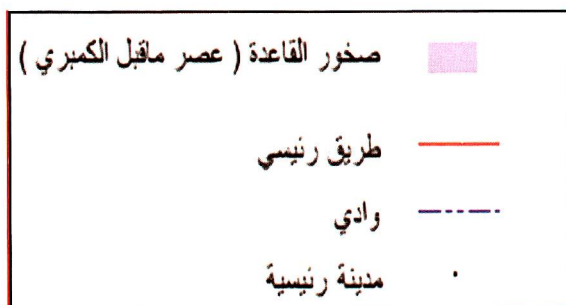 صخور القاعدة ( عصر ماقبل الكمبري )
طريق رئيسي
وادي
مدينة رئيسية